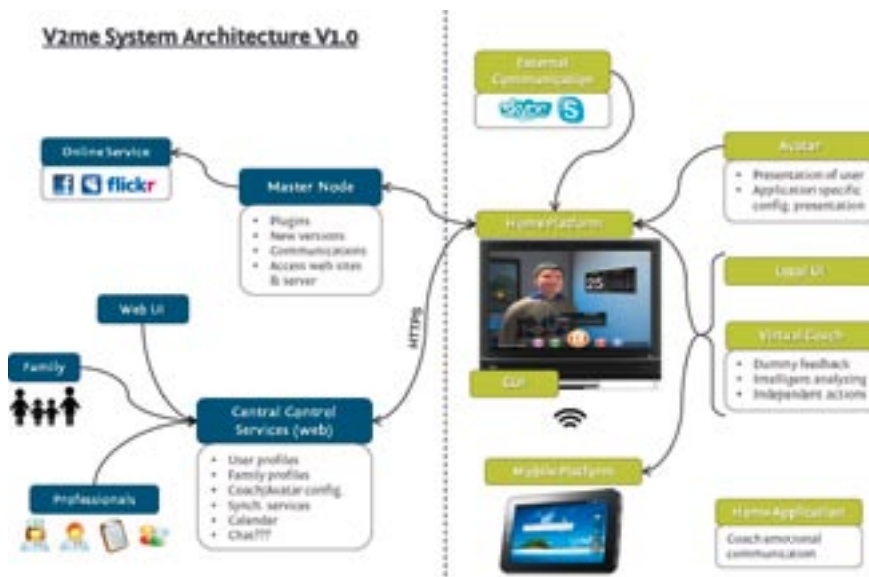 V2me System Architecture V1.0
External
Communication
skype
S
Online Service
flickr
Master Node
• Plugins
• New versions
• Communications
• Access web sites
& server
Avatar
• Presentation of user
• Application specific
config. presentation
Home Platform
25
Local UI
Web UI
HTTPS
Virtual Coach
• Dummy feedback
• Intelligent analyzing
• Independent actions
Family
GUI
Central Control
Services (web)
• User profiles
• Family profiles
• Coach/Avatar config.
• Synch. services
• Calendar
• Chat???
Professionals
Mobile Platform
Home Application
Coach emotional
communication